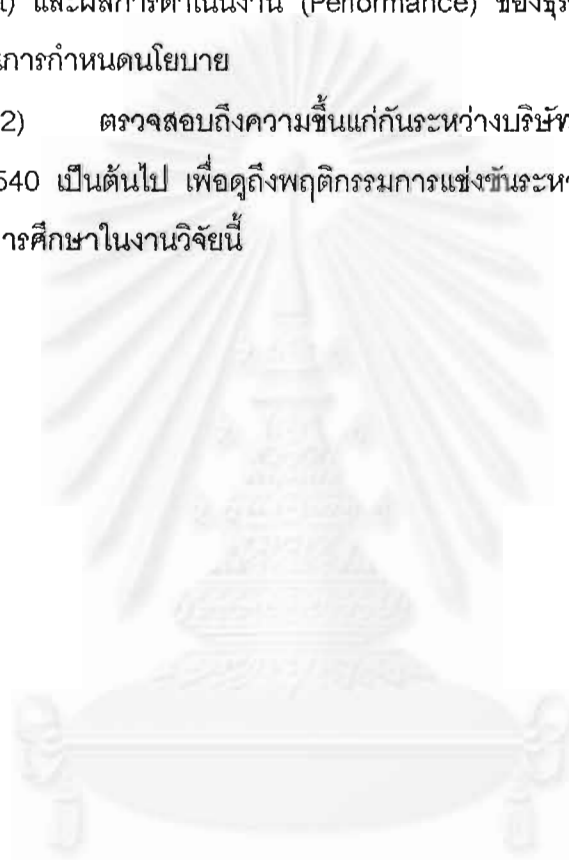 และผลการดำเนินงาน (Performance) ของธุร
การกำหนดนโยบาย
2) ตรวจสอบถึงความขึ้นแก่กันระหว่างบริษัท
540 เป็นต้นไป เพื่อดูถึงพฤติกรรมการแข่งขันระห
ารศึกษาในงานวิจัยนี้